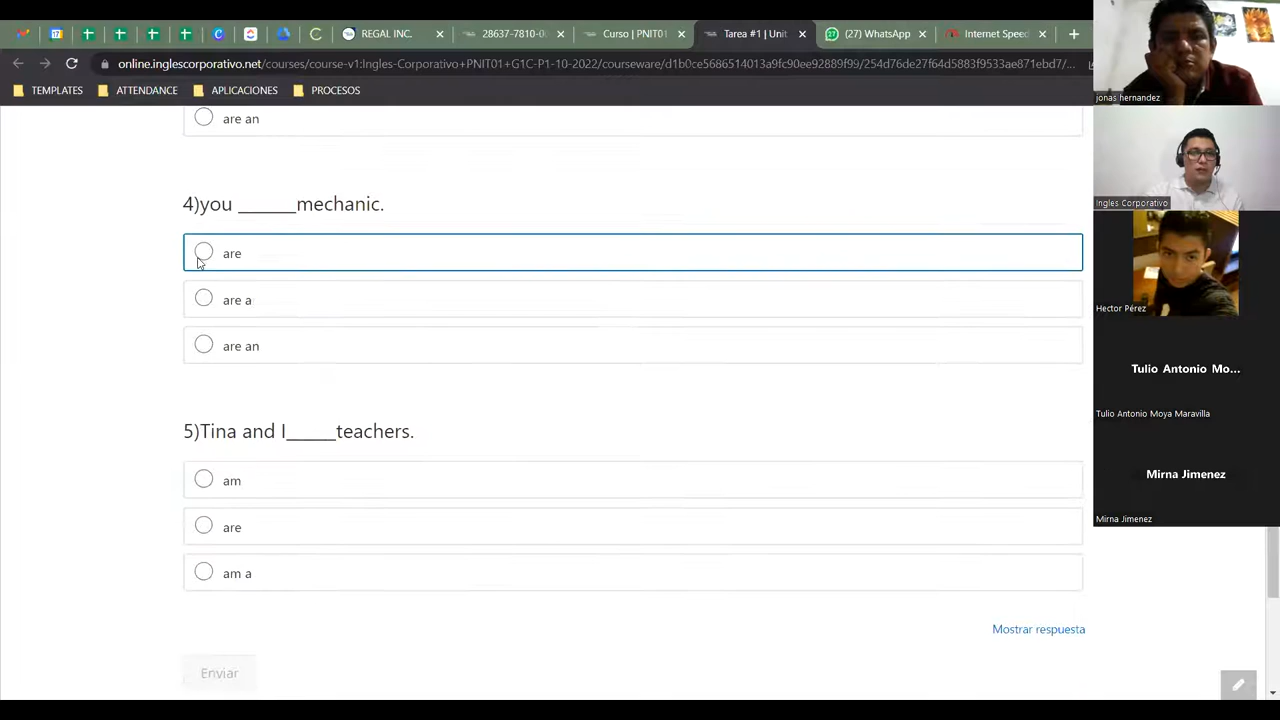 REGAL INC.
28637-7810-0
Curso | PNIT01
Tarea #1 | Unit
(27) WhatsApp
Internet Speed
online.inglescorporativo.net/courses/course-v1:Ingles-Corporativo+PNIT01+G1C-P1-10-2022/courseware/d1b0ce5686514013a9fc90ee92889f99/254d76de27f64d5883f9533ae871ebd7/...
TEMPLATES
ATTENDANCE
APLICACIONES
PROCESOS
are an
4)you ______mechanic.
are
are a
are an
5)Tina and I_____teachers.
am
are
am a
Mostrar respuesta
Enviar
jonas hernandez
Ingles Corporativo
Hector Pérez
Tulio Antonio Mo...
Tulio Antonio Moya Maravilla
Mirna Jimenez
Mirna Jimenez